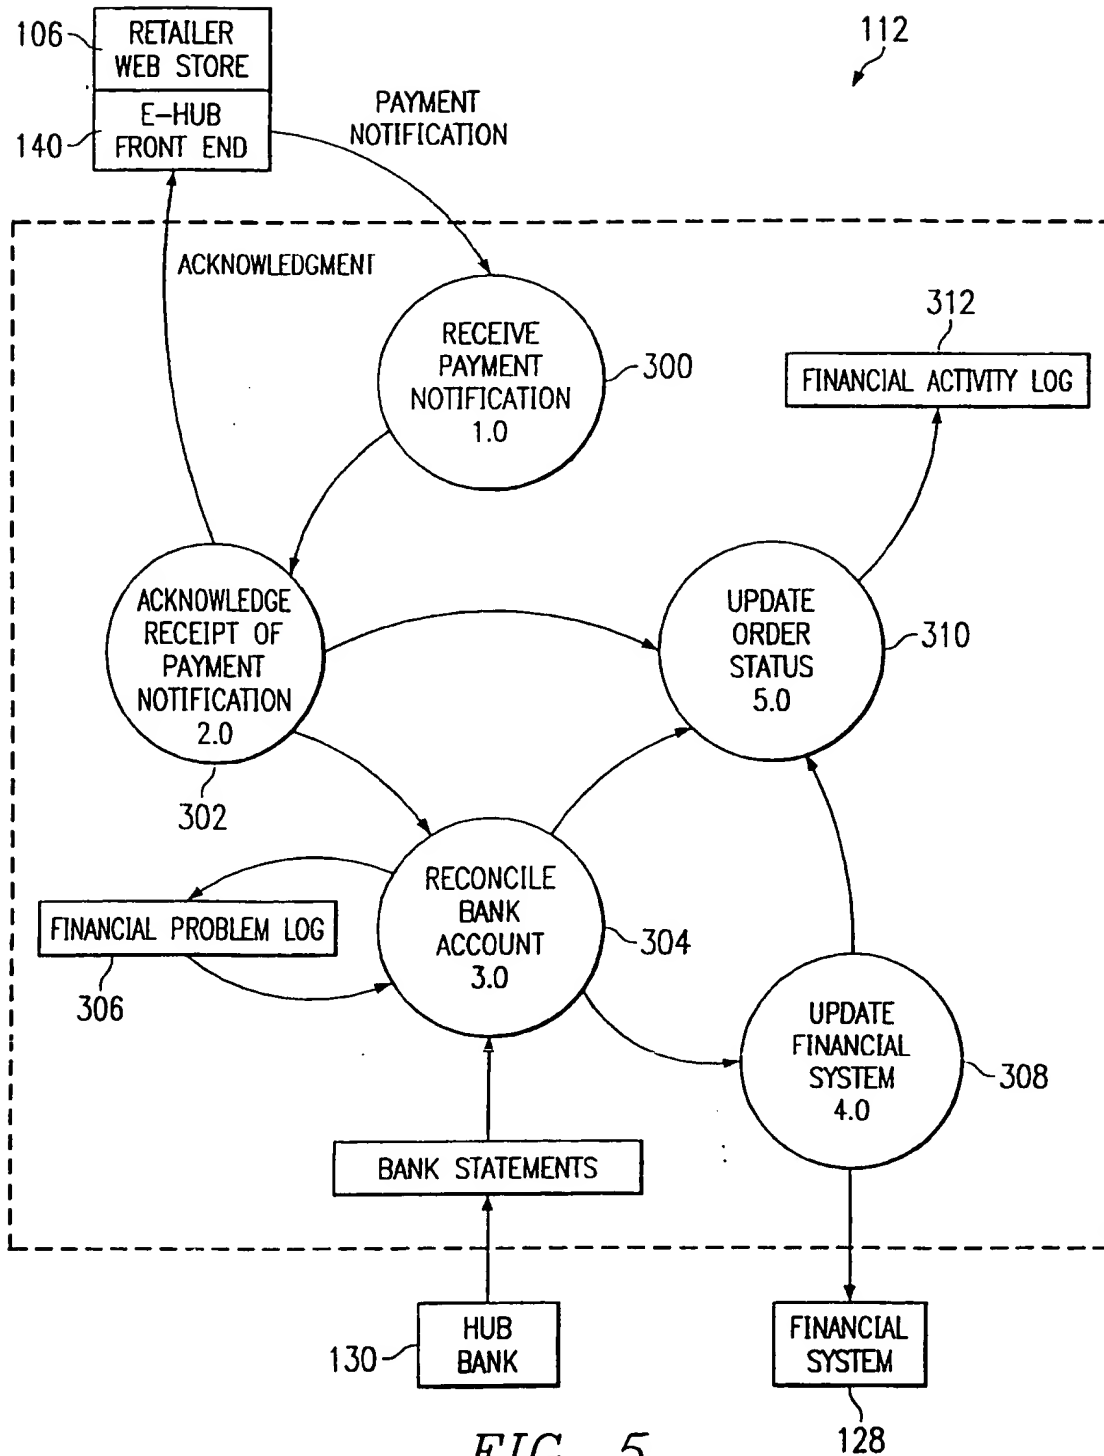 106
RETAILER
WEB STORE
140
E-HUB
FRONT END
PAYMENT
NOTIFICATION
112
ACKNOWLEDGMENT
RECEIVE
PAYMENT
NOTIFICATION
1.0
300
312
FINANCIAL ACTIVITY LOG
ACKNOWLEDGE
RECEIPT OF
PAYMENT
NOTIFICATION
2.0
302
UPDATE
ORDER
STATUS
5.0
310
RECONCILE
BANK
ACCOUNT
3.0
304
FINANCIAL PROBLEM LOG
306
UPDATE
FINANCIAL
SYSTEM
4.0
308
BANK STATEMENTS
130
HUB
BANK
FINANCIAL
SYSTEM
128
FIG. 5